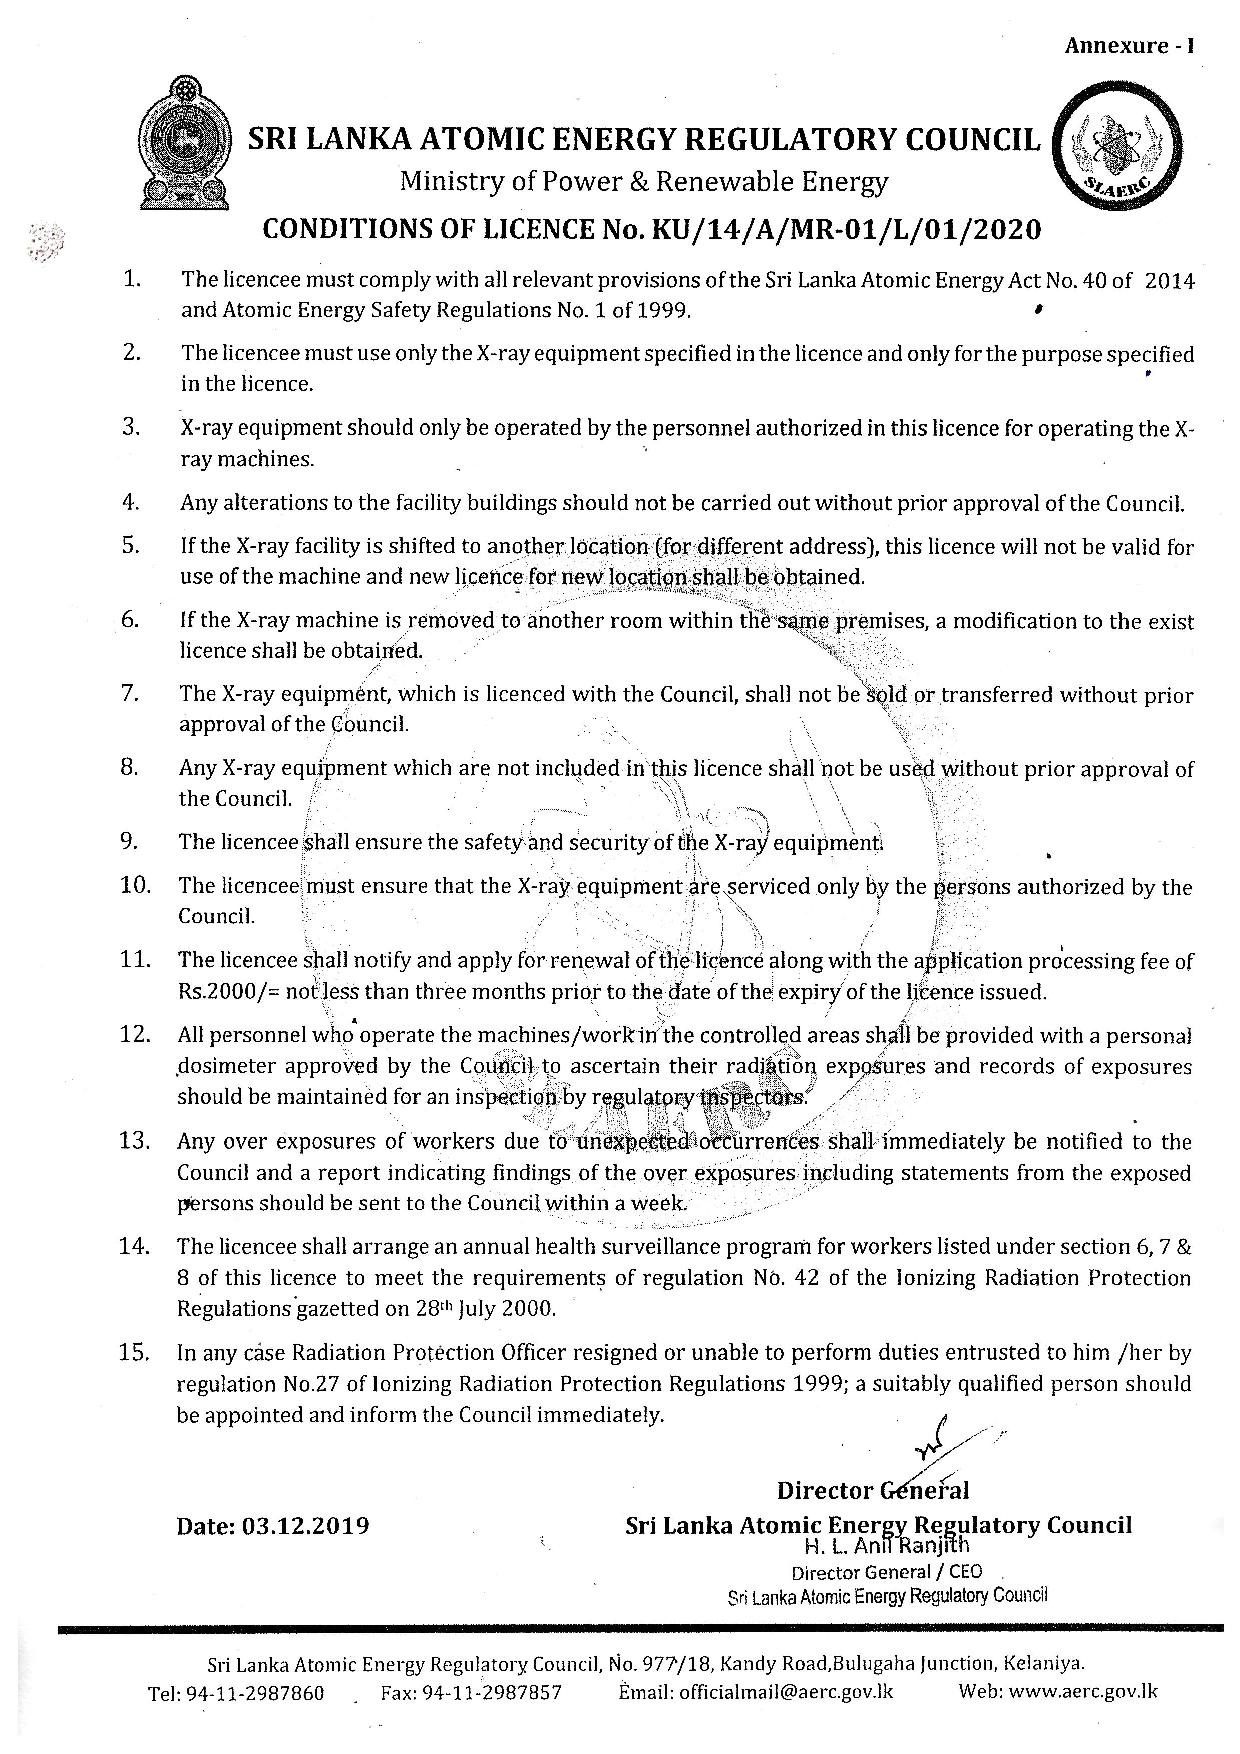 Annexure - I
SRI LANKA ATOMIC ENERGY REGULATORY COUNCIL
Ministry of Power & Renewable Energy
SLAERC
CONDITIONS OF LICENCE No. KU/14/A/MR-01/L/01/2020
1. The licencee must comply with all relevant provisions of the Sri Lanka Atomic Energy Act No. 40 of 2014
and Atomic Energy Safety Regulations No. 1 of 1999.
2. The licencee must use only the X-ray equipment specified in the licence and only for the purpose specified
in the licence.
3. X-ray equipment should only be operated by the personnel authorized in this licence for operating the X-
ray machines.
4. Any alterations to the facility buildings should not be carried out without prior approval of the Council.
5. If the X-ray facility is shifted to another location (for different address), this licence will not be valid for
use of the machine and new licence for new location shall be obtained.
6. If the X-ray machine is removed to another room within the same premises, a modification to the exist
licence shall be obtained.
7. The X-ray equipment, which is licenced with the Council, shall not be sold or transferred without prior
approval of the Council.
8. Any X-ray equipment which are not included in this licence shall not be used without prior approval of
the Council.
9. The licencee shall ensure the safety and security of the X-ray equipment.
10. The licencee must ensure that the X-ray equipment are serviced only by the persons authorized by the
Council.
11. The licencee shall notify and apply for renewal of the licence along with the application processing fee of
Rs.2000/= not less than three months prior to the date of the expiry of the licence issued.
12. All personnel who operate the machines/work in the controlled areas shall be provided with a personal
dosimeter approved by the Council to ascertain their radiation exposures and records of exposures
should be maintained for an inspection by regulatory inspectors.
13. Any over exposures of workers due to unexpected occurrences shall immediately be notified to the
Council and a report indicating findings of the over exposures including statements from the exposed
persons should be sent to the Council within a week.
14. The licencee shall arrange an annual health surveillance program for workers listed under section 6, 7 &
8 of this licence to meet the requirements of regulation No. 42 of the Ionizing Radiation Protection
Regulations gazetted on 28th July 2000.
15. In any case Radiation Protection Officer resigned or unable to perform duties entrusted to him /her by
regulation No.27 of Ionizing Radiation Protection Regulations 1999; a suitably qualified person should
be appointed and inform the Council immediately.
Director General
Date: 03.12.2019 Sri Lanka Atomic Energy Regulatory Council
H. L. Anil Ranjith
Director General / CEO
Sri Lanka Atomic Energy Regulatory Council
Sri Lanka Atomic Energy Regulatory Council, No. 977/18, Kandy Road,Bulugaha Junction, Kelaniya.
Tel: 94-11-2987860 Fax: 94-11-2987857 Email: officialmail@aerc.gov.lk Web: www.aerc.gov.lk